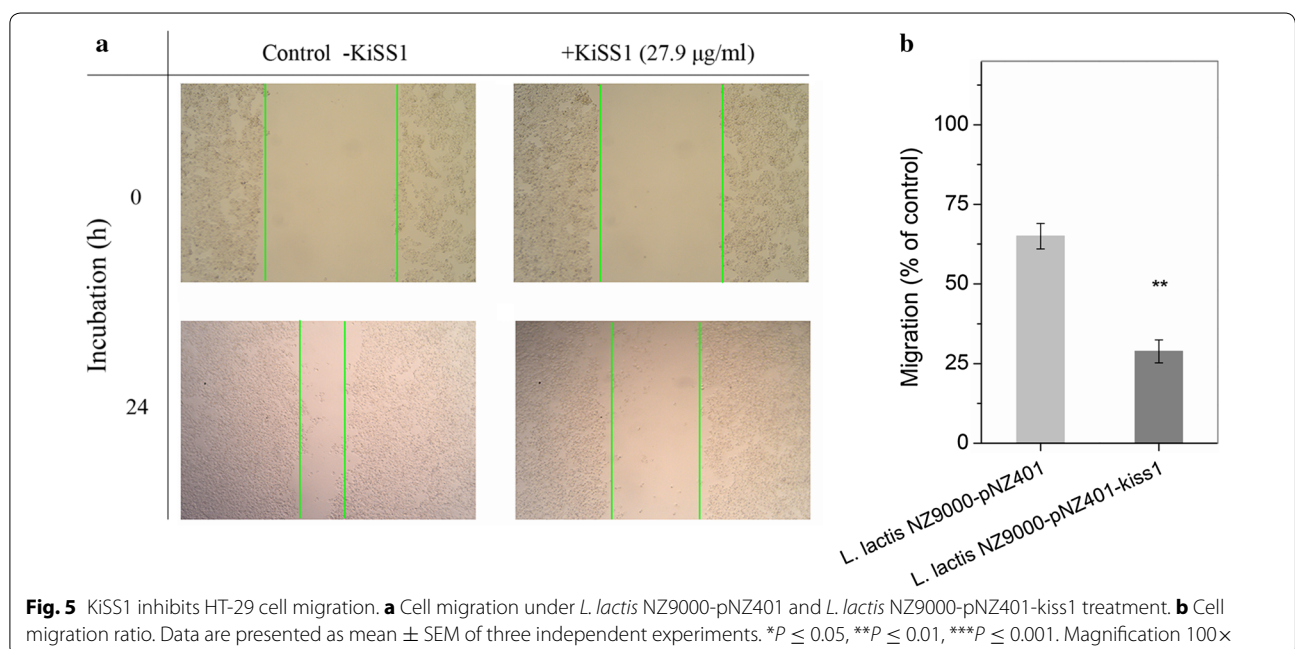 a
Control -KiSS1
+KiSS1 (27.9 µg/ml)
Incubation (h)
0
24
b
Migration (% of control)
100
75
50
25
0
**
L. lactis NZ9000-pNZ401
L. lactis NZ9000-pNZ401-kiss1
Fig. 5 KiSS1 inhibits HT-29 cell migration. a Cell migration under L. lactis NZ9000-pNZ401 and L. lactis NZ9000-pNZ401-kiss1 treatment. b Cell
migration ratio. Data are presented as mean ± SEM of three independent experiments. *P ≤ 0.05, **P ≤ 0.01, ***P ≤ 0.001. Magnification 100×